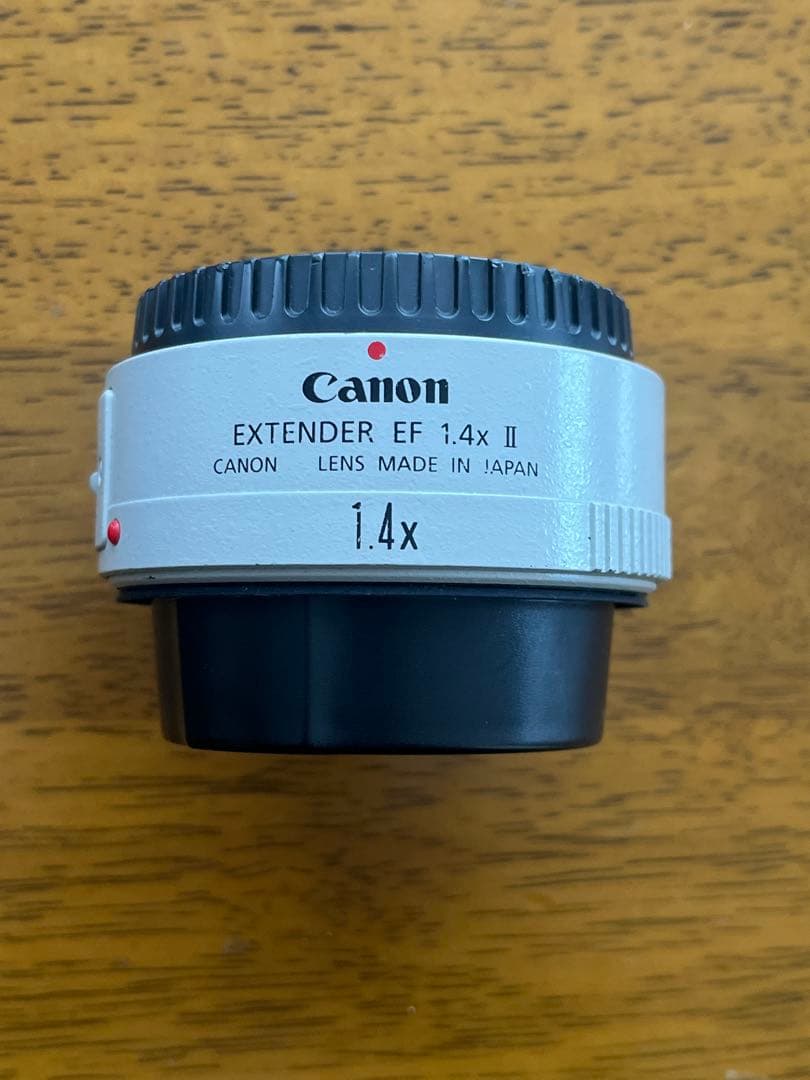 Canon
EXTENDER EF 1.4x II
CANON LENS MADE IN JAPAN
1.4x